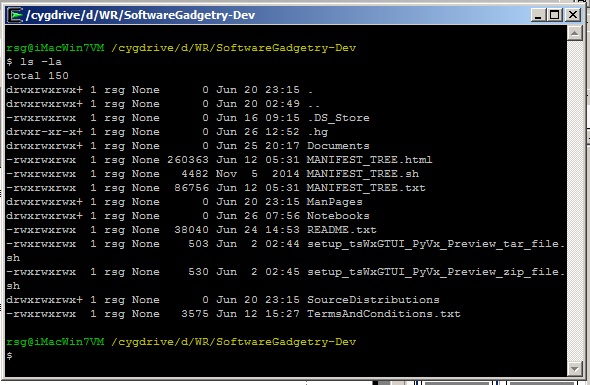 /cygdrive/d/WR/SoftwareGadgetry-Dev
rsg@iMacWin7VM /cygdrive/d/WR/SoftwareGadgetry-Dev
$ ls -la
total 150
drwxrwxrwx+ 1 rsg None      0 Jun 20 23:15 .
drwxrwxrwx+ 1 rsg None      0 Jun 20 02:49 ..
-rwxrwxrwx  1 rsg None      0 Jun 16 09:15 .DS_Store
drwxr-xr-x+ 1 rsg None      0 Jun 26 12:52 .hg
drwxrwxrwx+ 1 rsg None      0 Jun 25 20:17 Documents
-rwxrwxrwx  1 rsg None 260363 Jun 12 05:31 MANIFEST_TREE.html
-rwxrwxrwx  1 rsg None   4482 Nov  5  2014 MANIFEST_TREE.sh
-rwxrwxrwx  1 rsg None  86756 Jun 12 05:31 MANIFEST_TREE.txt
drwxrwxrwx+ 1 rsg None      0 Jun 20 23:15 ManPages
drwxrwxrwx+ 1 rsg None      0 Jun 26 07:56 Notebooks
-rwxrwxrwx  1 rsg None  38040 Jun 24 14:53 README.txt
-rwxrwxrwx  1 rsg None    503 Jun  2 02:44 setup_tsWxGTUI_PyVx_Preview_tar_file.
sh
-rwxrwxrwx  1 rsg None    530 Jun  2 02:45 setup_tsWxGTUI_PyVx_Preview_zip_file.
sh
drwxrwxrwx+ 1 rsg None      0 Jun 20 23:15 SourceDistributions
-rwxrwxrwx  1 rsg None   3575 Jun 12 15:27 TermsAndConditions.txt
rsg@iMacWin7VM /cygdrive/d/WR/SoftwareGadgetry-Dev
$